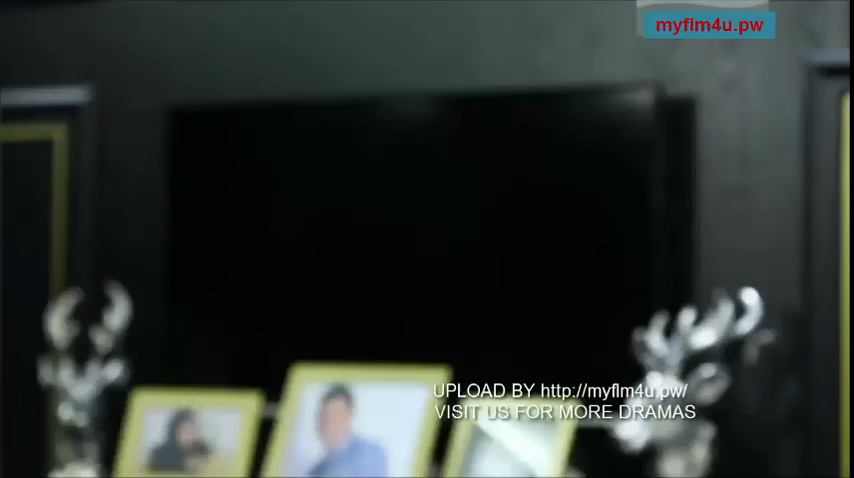 myflm4u.pw
UPLOAD BY http://myflm4u.pw/
VISIT US FOR MORE DRAMAS